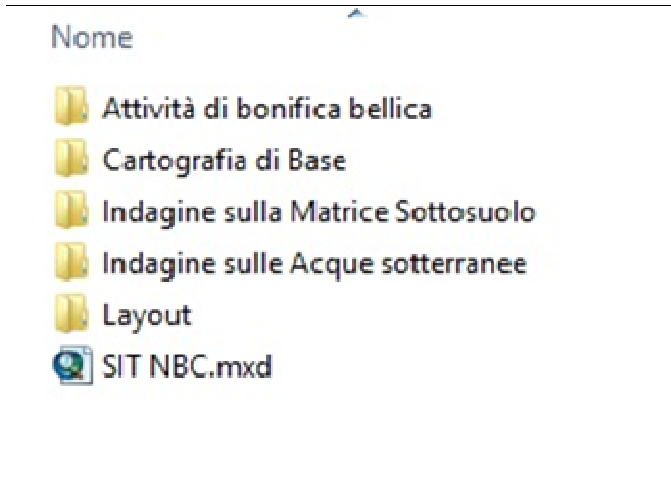 Nome
Attività di bonifica bellica
Cartografia di Base
Indagine sulla Matrice Sottosuolo
Indagine sulle Acque sotterranee
Layout
SIT NBC.mxd